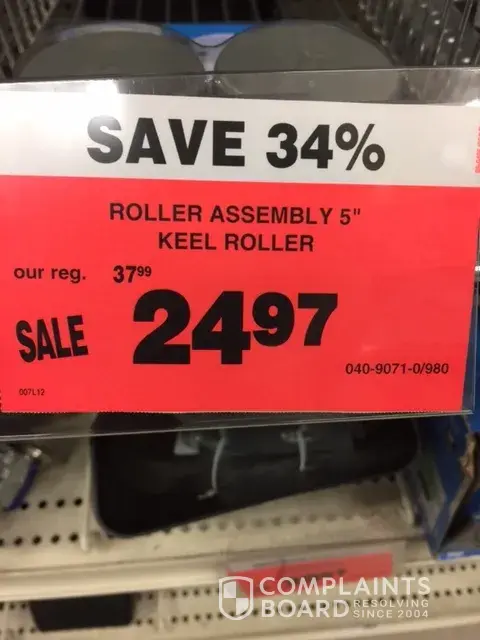 SAVE 34%
ROLLER ASSEMBLY 5"
KEEL ROLLER
our reg. 37⁹⁹
SALE 24⁹⁷
040-9071-0/980
007L12
COMPLAINTS
BOARD RESOLVING
SINCE 2004